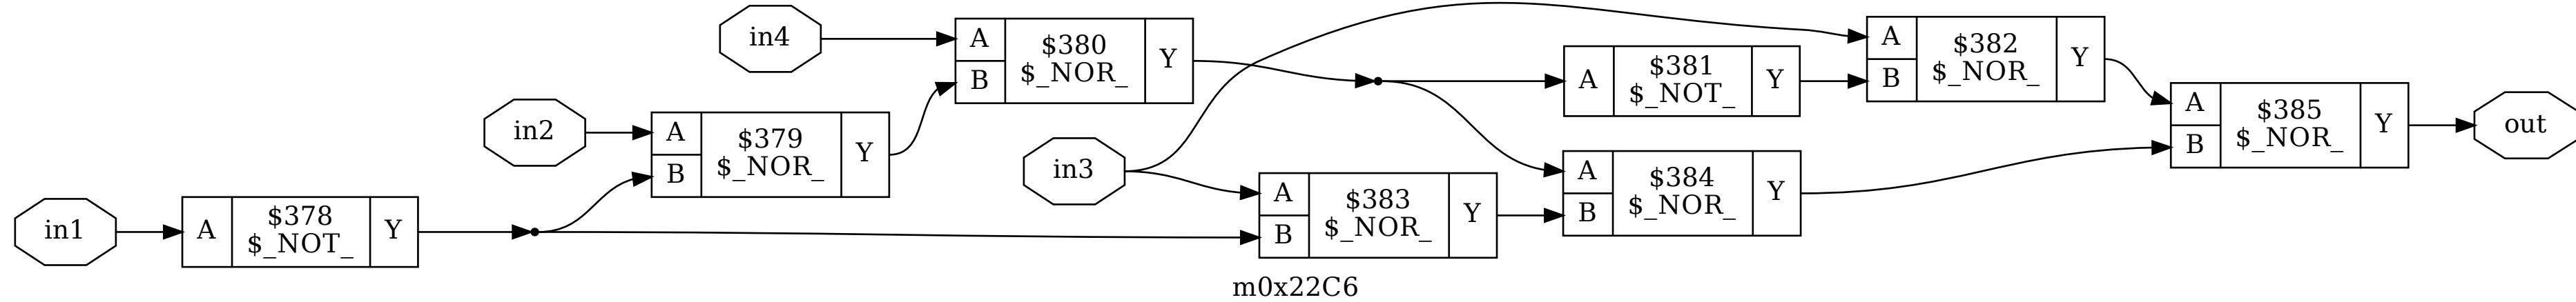 in4
A
B
$380
$_NOR_
Y
in2
A
B
$379
$_NOR_
Y
in1
A
$378
$_NOT_
Y
in3
A
B
$383
$_NOR_
Y
A
$381
$_NOT_
Y
A
B
$384
$_NOR_
Y
A
B
$382
$_NOR_
Y
A
B
$385
$_NOR_
Y
out
m0x22C6